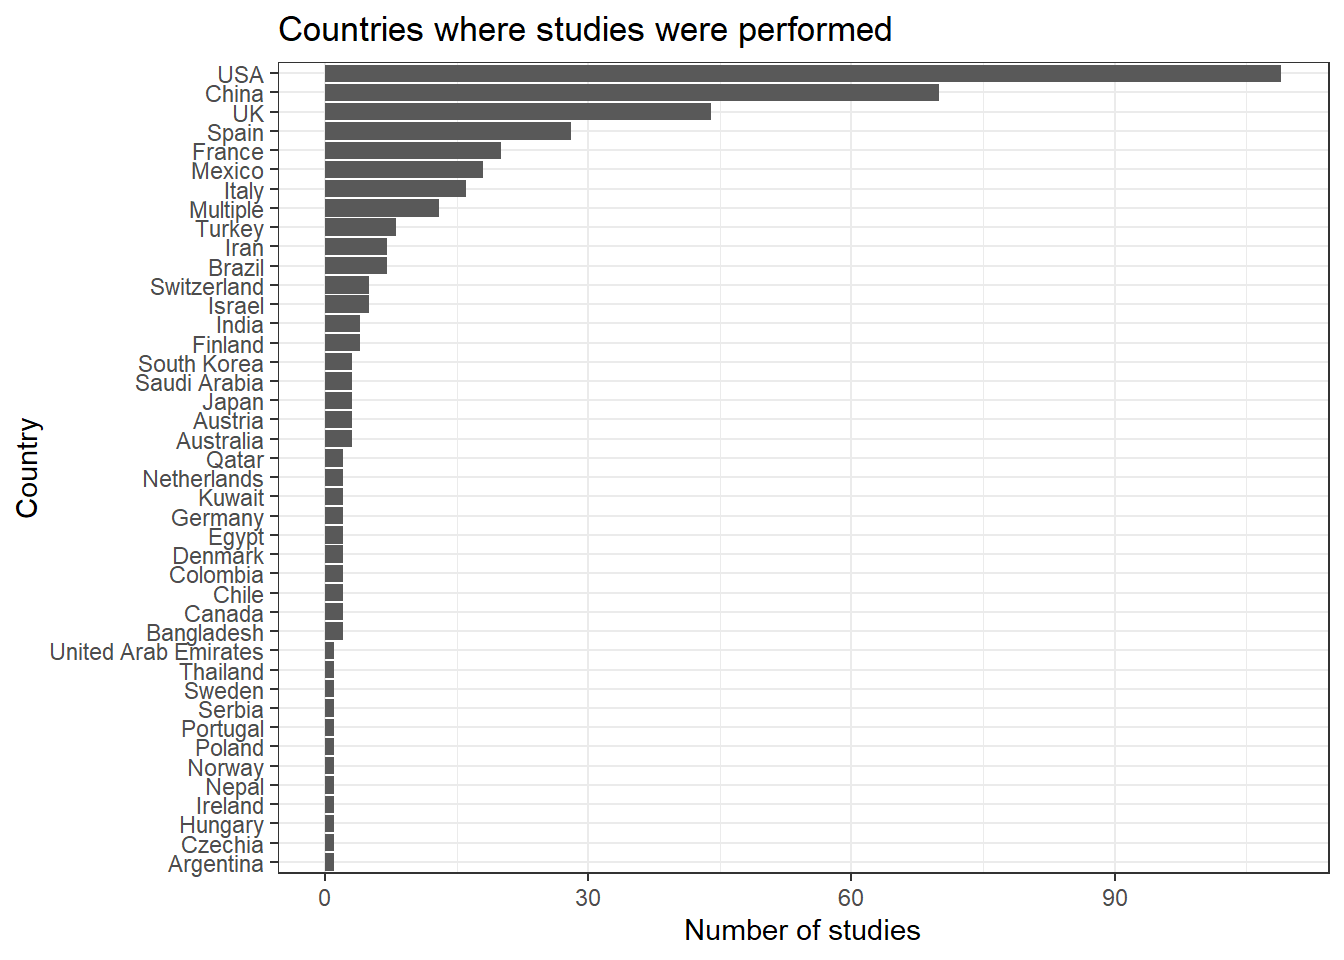 Countries where studies were performed
USA
China
UK
Spain
France
Mexico
Italy
Multiple
Turkey
Iran
Brazil
Switzerland
Israel
India
Finland
South Korea
Saudi Arabia
Japan
Austria
Australia
Qatar
Netherlands
Kuwait
Germany
Egypt
Denmark
Colombia
Chile
Canada
Bangladesh
United Arab Emirates
Thailand
Sweden
Serbia
Portugal
Poland
Norway
Nepal
Ireland
Hungary
Czechia
Argentina
Country
0 30 60 90
Number of studies